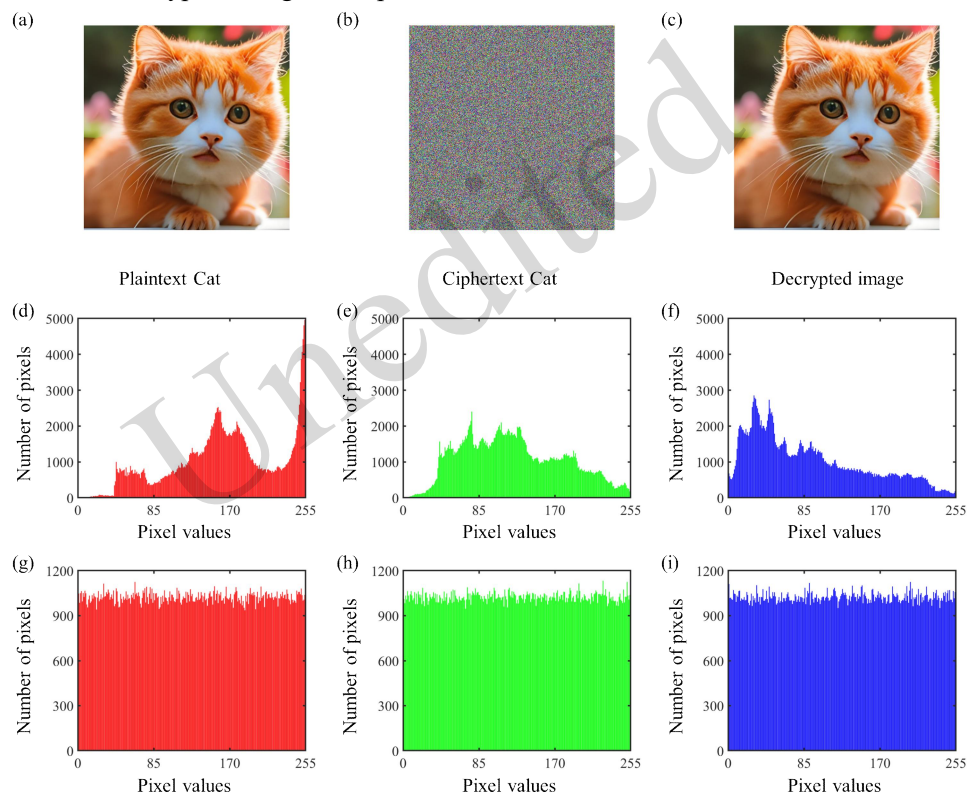 (a) (b) (c)
Plaintext Cat Ciphertext Cat Decrypted image
(d) (e) (f)
5000 5000 5000
4000 4000 4000
3000 3000 3000
2000 2000 2000
1000 1000 1000
0 0 0
Number of pixels Number of pixels Number of pixels
0 85 170 255 0 85 170 255 0 85 170 255
Pixel values Pixel values Pixel values
(g) (h) (i)
1200 1200 1200
900 900 900
600 600 600
300 300 300
0 0 0
Number of pixels Number of pixels Number of pixels
0 85 170 255 0 85 170 255 0 85 170 255
Pixel values Pixel values Pixel values
Unedited